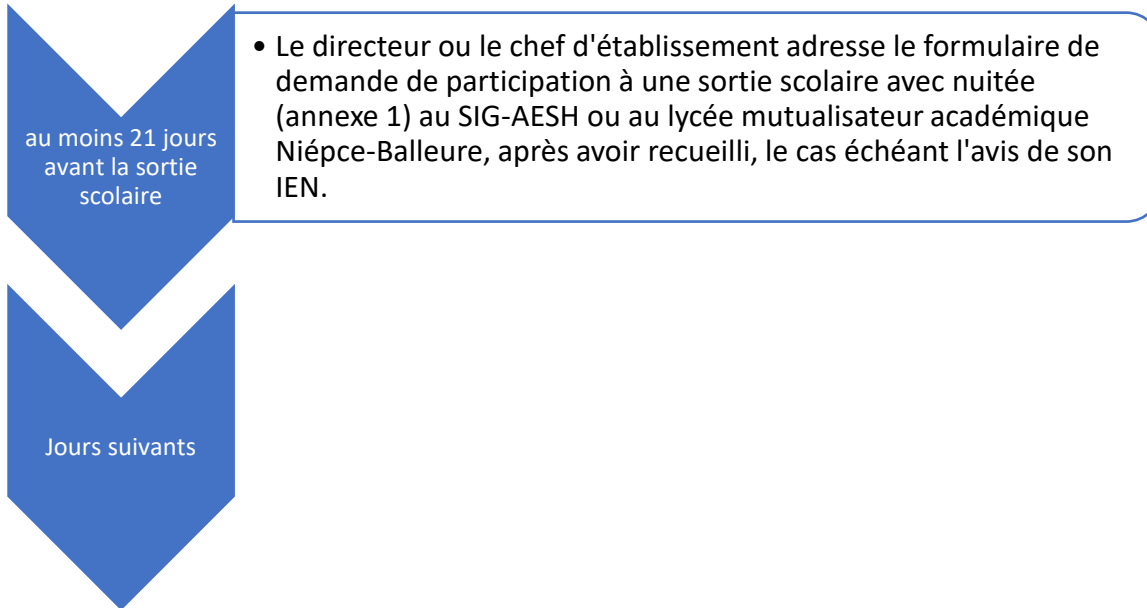 au moins 21 jours
avant la sortie
scolaire
• Le directeur ou le chef d'établissement adresse le formulaire de
demande de participation à une sortie scolaire avec nuitée
(annexe 1) au SIG-AESH ou au lycée mutualisateur académique
Niépce-Balleure, après avoir recueilli, le cas échéant l'avis de son
IEN.
Jours suivants